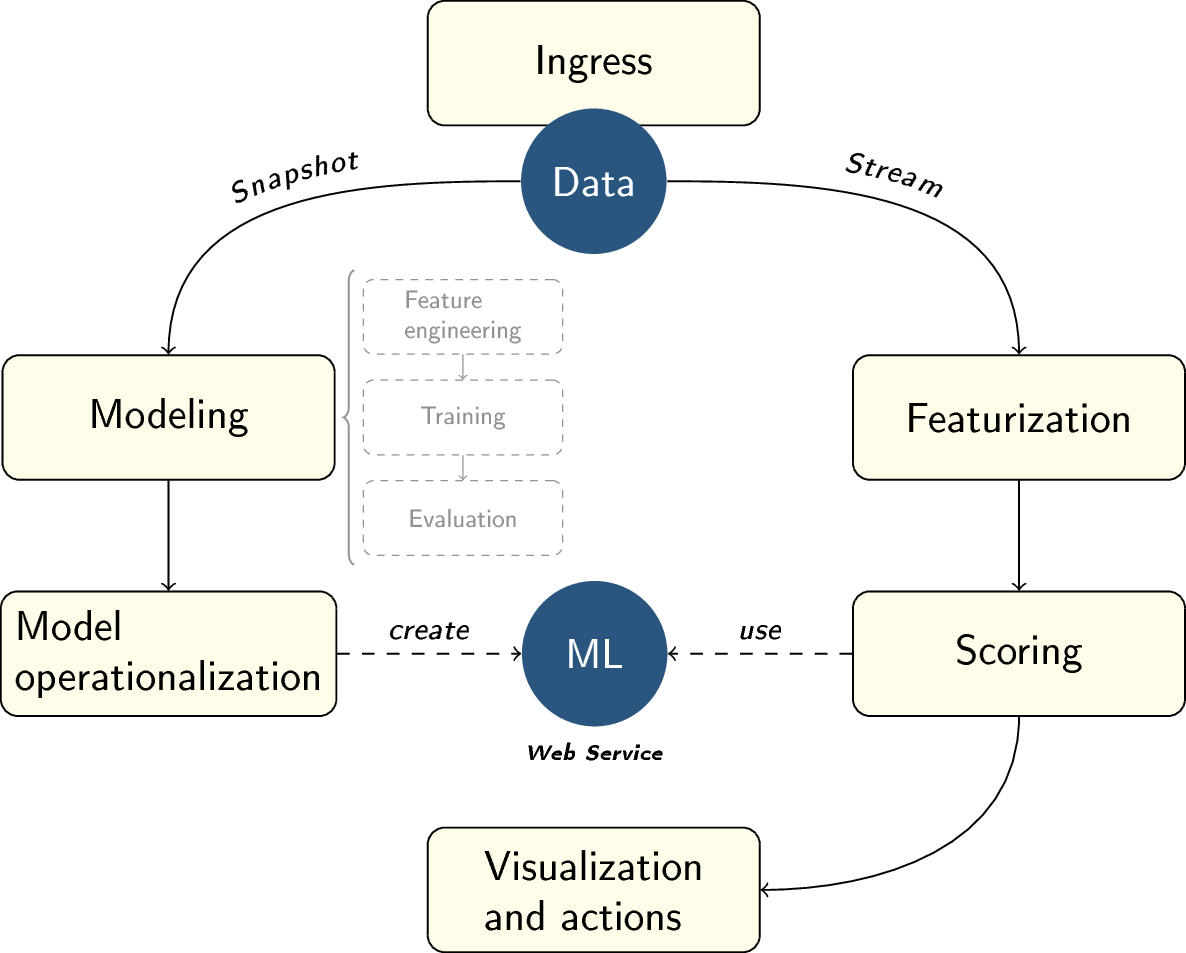 Ingress
Data
Snapshot
Stream
Feature
engineering
Modeling
Training
Featurization
Evaluation
Model
operationalization
create
ML
use
Scoring
Web Service
Visualization
and actions